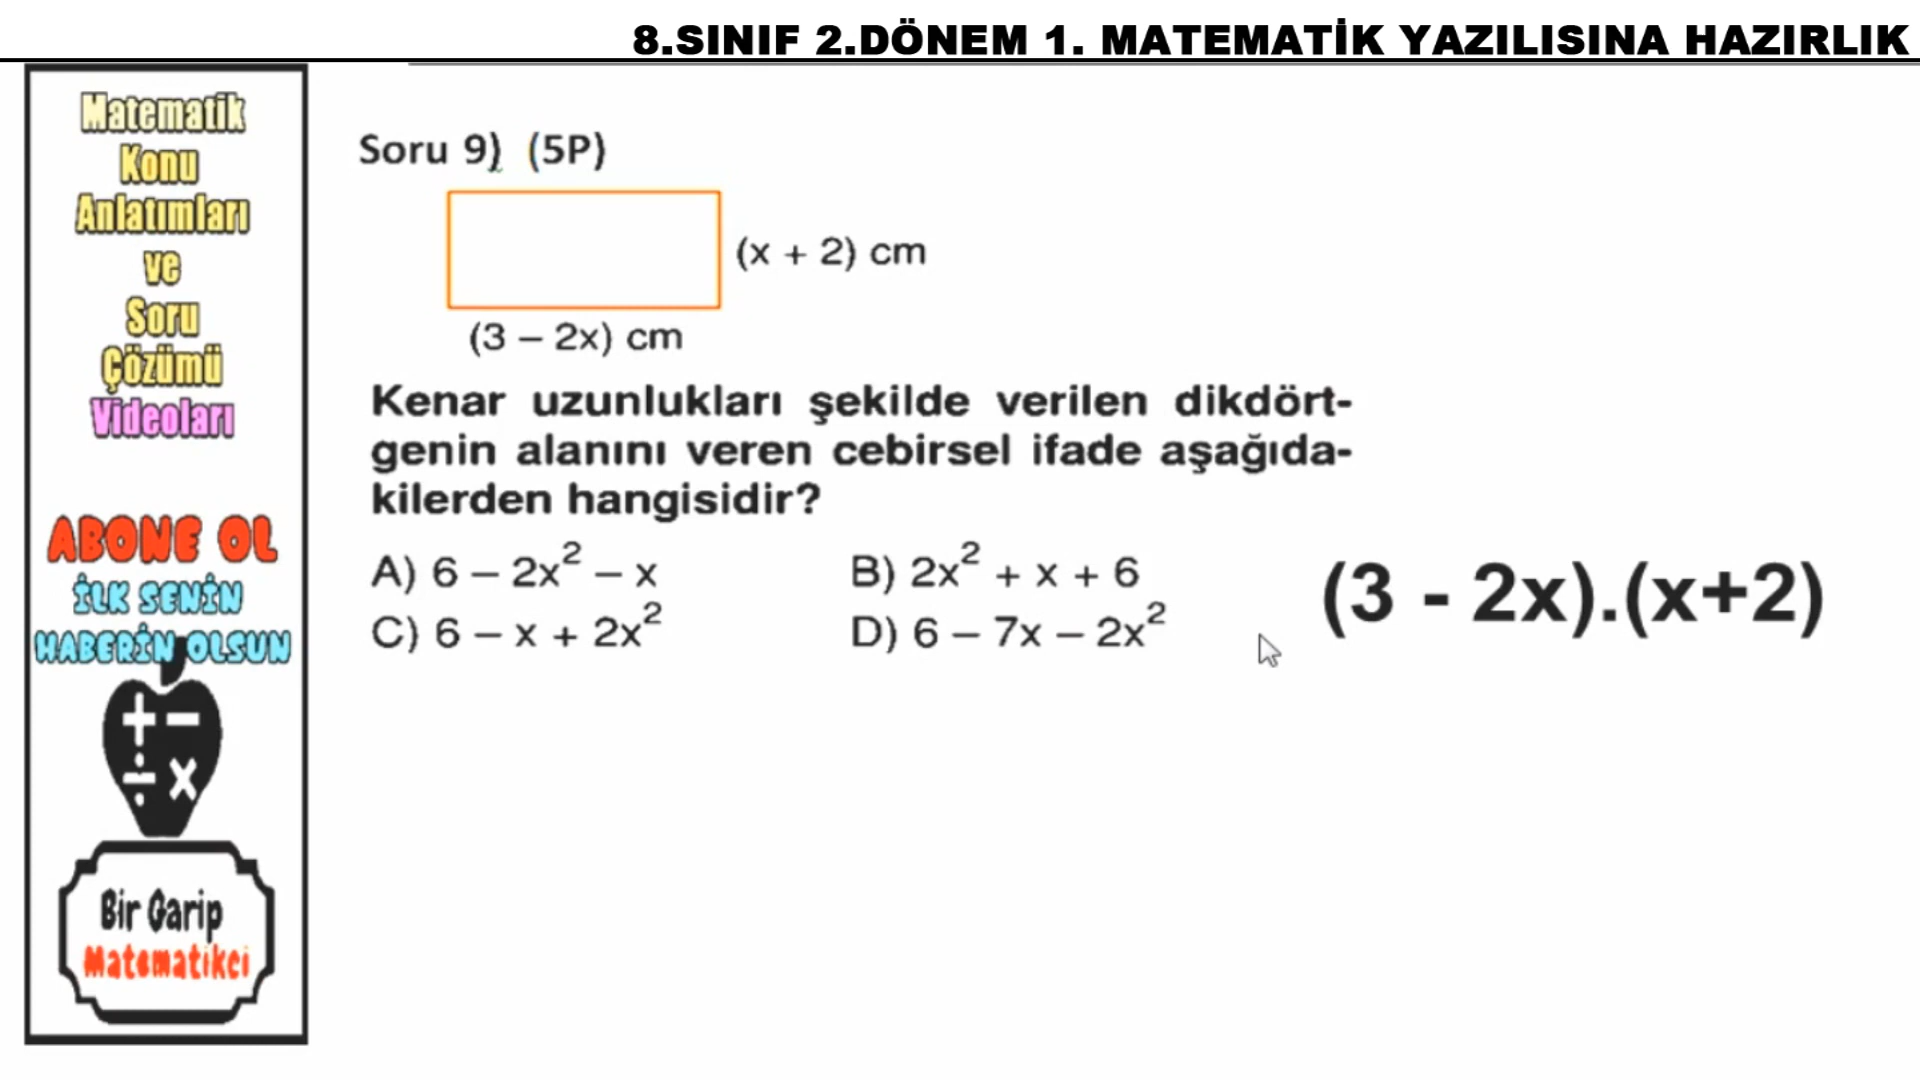 8.SINIF 2.DÖNEM 1. MATEMATİK YAZILISINA HAZIRLIK
Matematik
Konu
Anlatımları
ve
Soru
Çözümü
Videoları
ABONE OL
İLK SENİN
HABERİN OLSUN
+ -
÷ x
Bir Garip
Matematikci
Soru 9) (5P)
(x + 2) cm
(3 – 2x) cm
Kenar uzunlukları şekilde verilen dikdört-
genin alanını veren cebirsel ifade aşağıda-
kilerden hangisidir?
A) 6 – 2x² – x B) 2x² + x + 6
C) 6 – x + 2x² D) 6 – 7x – 2x²
(3 - 2x).(x+2)